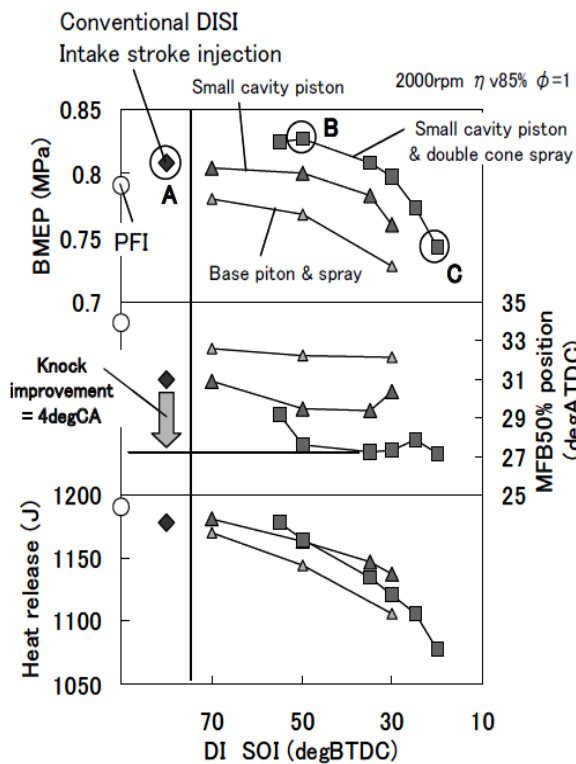 Conventional DISI
Intake stroke injection
Small cavity piston
2000rpm η v85% φ=1
0.85
0.8
0.75
0.7
BMEP (MPa)
A
B
C
PFI
Small cavity piston
& double cone spray
Base piton & spray
35
33
31
29
27
25
MFB50% position
(degATDC)
Knock
improvement
= 4degCA
1200
1150
1100
1050
Heat release (J)
70 50 30 10
DI SOI (degBTDC)